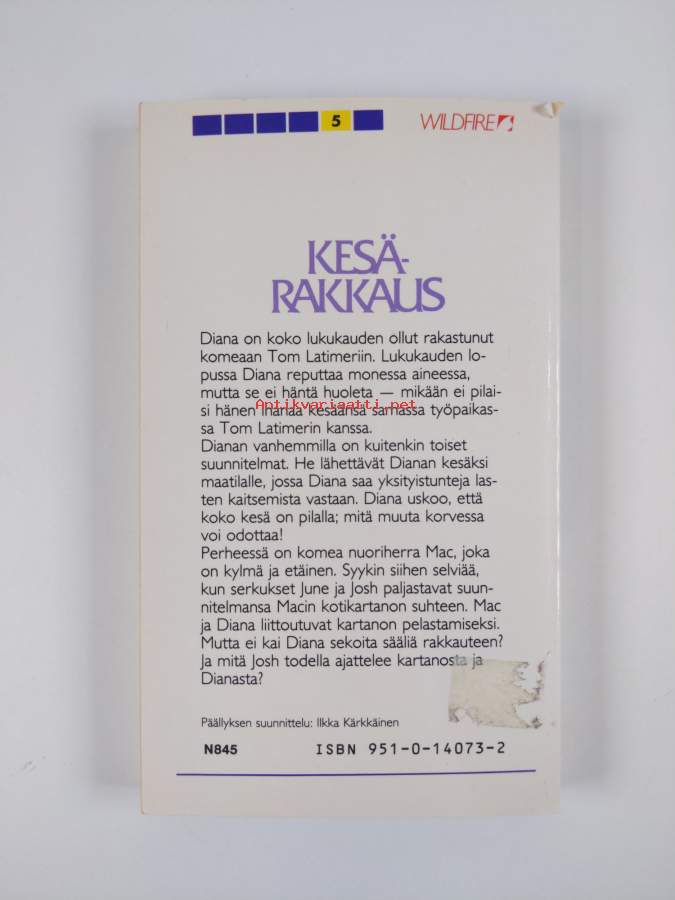 5
WILDFIRE
KESÄ-
RAKKAUS
Diana on koko lukukauden ollut rakastunut
komeaan Tom Latimeriin. Lukukauden lo-
pussa Diana reputtaa monessa aineessa,
mutta se ei häntä huoleta — mikään ei pilai-
si hänen ihanaa kesäänsä samassa työpaikas-
Antikvariaatti.net
sa Tom Latimerin kanssa.
Dianan vanhemmilla on kuitenkin toiset
suunnitelmat. He lähettävät Dianan kesäksi
maatilalle, jossa Diana saa yksityistunteja las-
ten kaitsemista vastaan. Diana uskoo, että
koko kesä on pilalla; mitä muuta korvessa
voi odottaa!
Perheessä on komea nuoriherra Mac, joka
on kylmä ja etäinen. Syykin siihen selviää,
kun serkukset June ja Josh paljastavat suun-
nitelmansa Macin kotikartanon suhteen. Mac
ja Diana liittoutuvat kartanon pelastamiseksi.
Mutta ei kai Diana sekoita sääliä rakkauteen?
Ja mitä Josh todella ajattelee kartanosta ja
Dianasta?
Päällyksen suunnittelu: Ilkka Kärkkäinen
N845
ISBN 951-0-14073-2